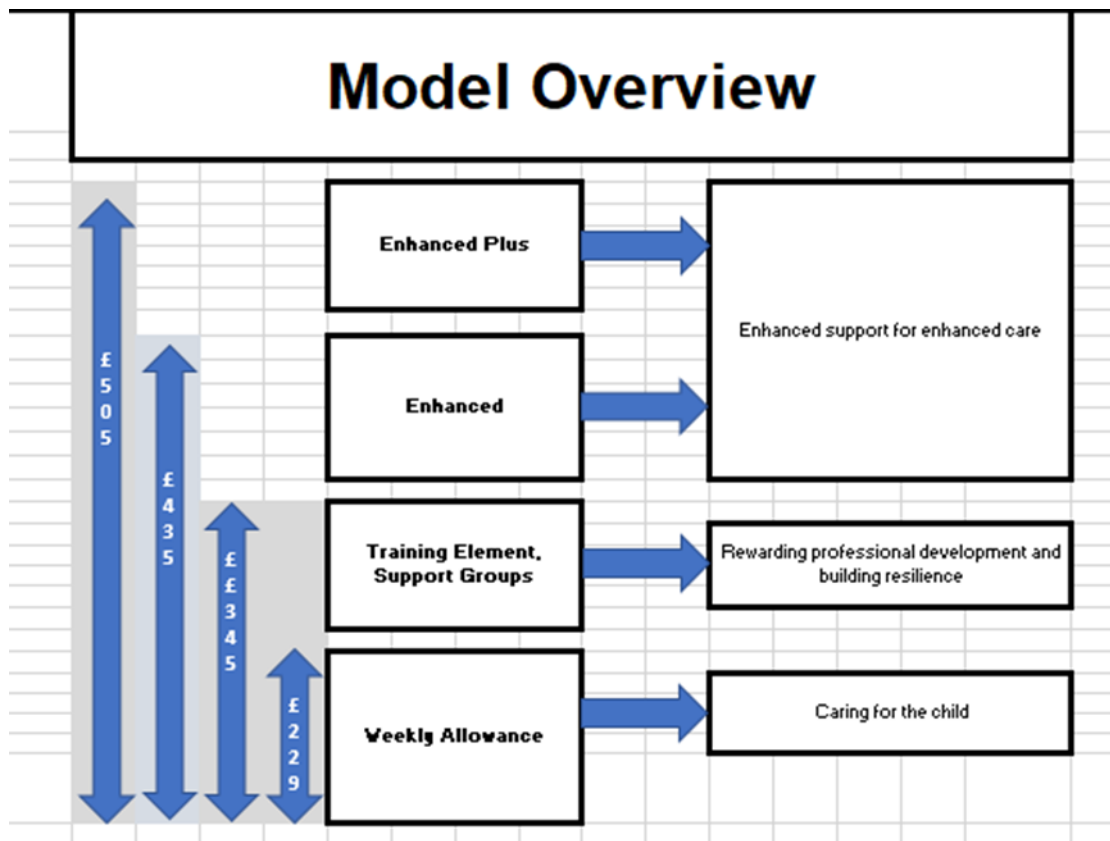 Model Overview
Enhanced Plus
Enhanced support for enhanced care
Enhanced
Training Element,
Support Groups
Rewarding professional development and
building resilience
Weekly Allowance
Caring for the child
£505
£435
££345
£229